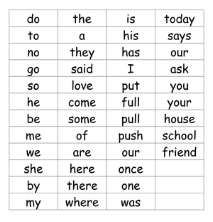 do the is today
to a his says
no they has our
go said I ask
so love put you
he come full your
be some pull house
me of push school
we are our friend
she here once
by there one
my where was